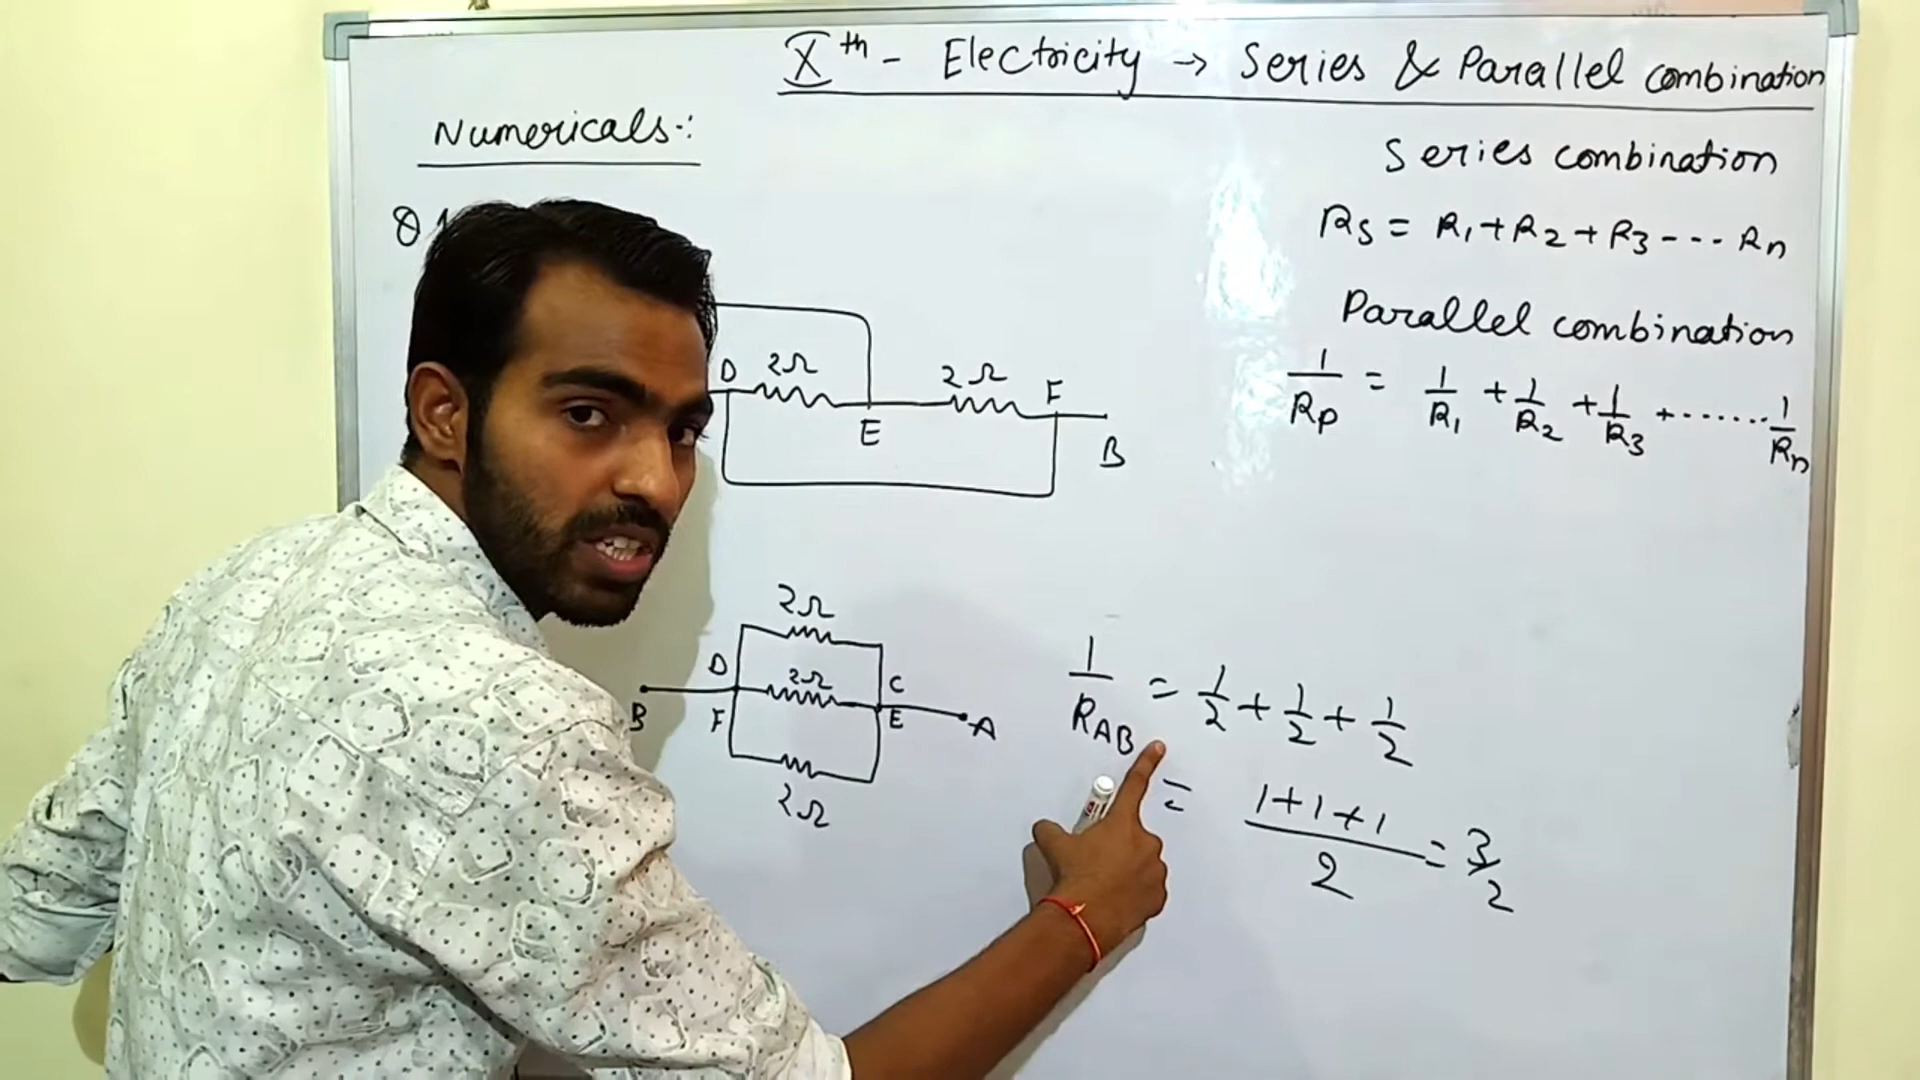 Xth - Electricity → Series & Parallel combination
Numericals:
Series combination
Rs = R1 + R2 + R3 --- Rn
Parallel combination
1/RP = 1/R1 + 1/R2 + 1/R3 + ....... 1/Rn
D 2Ω E 2Ω F B
2Ω
D 2Ω C
B F E A
2Ω
1/RAB = 1/2 + 1/2 + 1/2
= 1+1+1/2 = 3/2